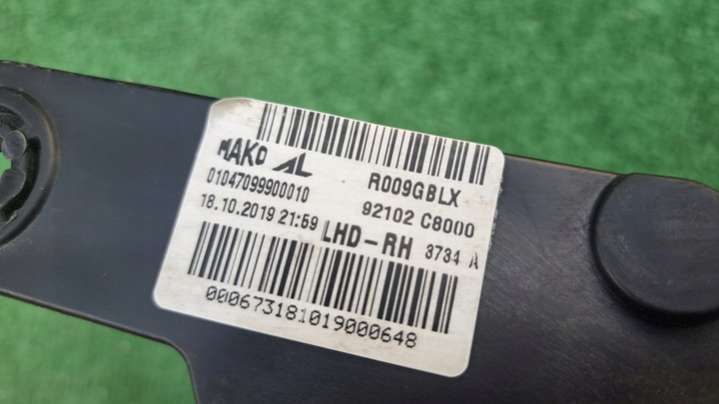 MAKO AL
01047099900010
R009GBLX
18.10.2019 21:59
92102 C8000
LHD-RH 3734 A
000673181019000648